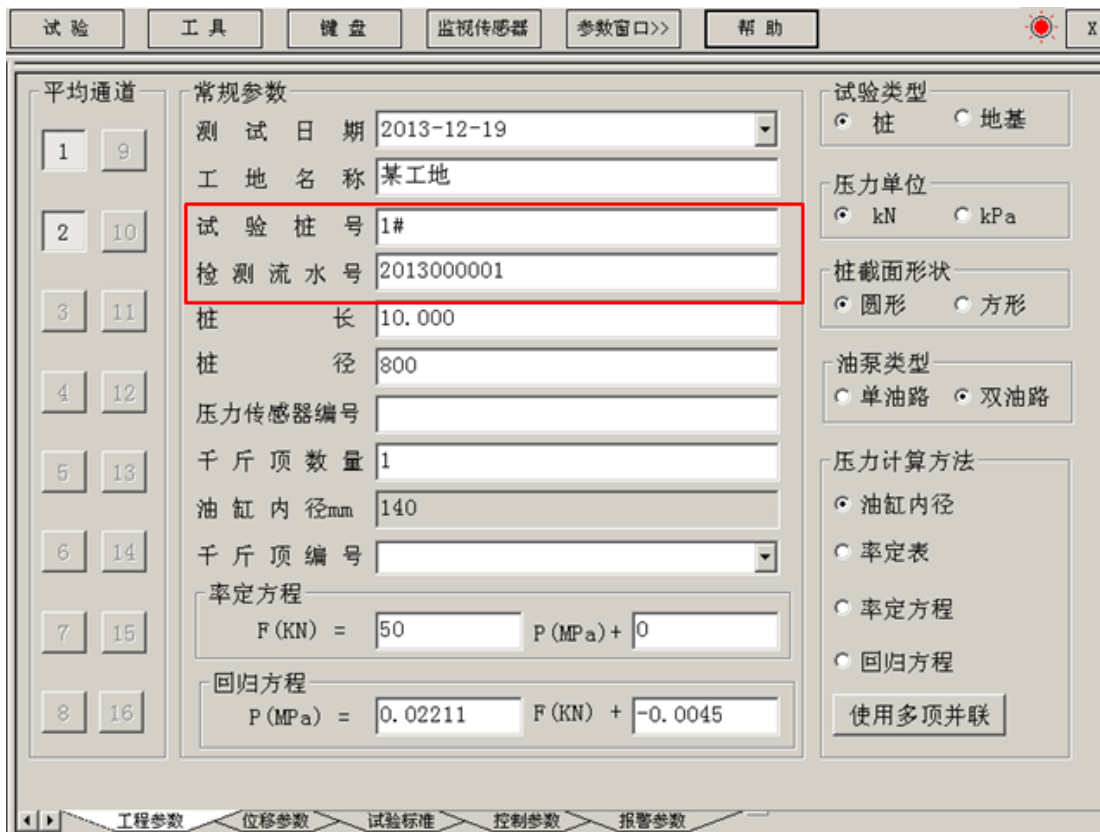 试验 工具 键盘 监视传感器 参数窗口>> 帮助 X
平均通道
1 9
2 10
3 11
4 12
5 13
6 14
7 15
8 16
常规参数
测试日期 2013-12-19
工地名称 某工地
试验桩号 1#
检测流水号 2013000001
桩长 10.000
桩径 800
压力传感器编号
千斤顶数量 1
油缸内径mm 140
千斤顶编号
率定方程
F(KN) = 50 P(MPa)+ 0
回归方程
P(MPa) = 0.02211 F(KN) + -0.0045
试验类型
桩 地基
压力单位
kN kPa
桩截面形状
圆形 方形
油泵类型
单油路 双油路
压力计算方法
油缸内径
率定表
率定方程
回归方程
使用多顶并联
工程参数 位移参数 试验标准 控制参数 报警参数